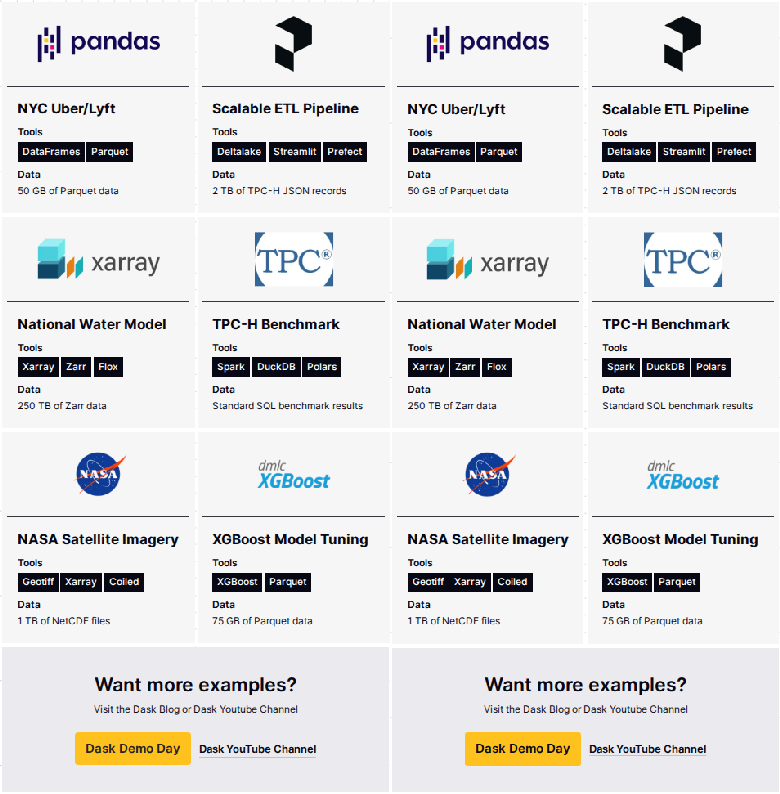 pandas
NYC Uber/Lyft
Tools
DataFrames Parquet
Data
50 GB of Parquet data
Scalable ETL Pipeline
Tools
Deltalake Streamlit Prefect
Data
2 TB of TPC-H JSON records
pandas
NYC Uber/Lyft
Tools
DataFrames Parquet
Data
50 GB of Parquet data
Scalable ETL Pipeline
Tools
Deltalake Streamlit Prefect
Data
2 TB of TPC-H JSON records
xarray
National Water Model
Tools
Xarray Zarr Flox
Data
250 TB of Zarr data
TPC®
TPC-H Benchmark
Tools
Spark DuckDB Polars
Data
Standard SQL benchmark results
xarray
National Water Model
Tools
Xarray Zarr Flox
Data
250 TB of Zarr data
TPC®
TPC-H Benchmark
Tools
Spark DuckDB Polars
Data
Standard SQL benchmark results
NASA
NASA Satellite Imagery
Tools
Geotiff Xarray Coiled
Data
1 TB of NetCDF files
dmlc
XGBoost
XGBoost Model Tuning
Tools
XGBoost Parquet
Data
75 GB of Parquet data
NASA
NASA Satellite Imagery
Tools
Geotiff Xarray Coiled
Data
1 TB of NetCDF files
dmlc
XGBoost
XGBoost Model Tuning
Tools
XGBoost Parquet
Data
75 GB of Parquet data
Want more examples?
Visit the Dask Blog or Dask Youtube Channel
Dask Demo Day Dask YouTube Channel
Want more examples?
Visit the Dask Blog or Dask Youtube Channel
Dask Demo Day Dask YouTube Channel